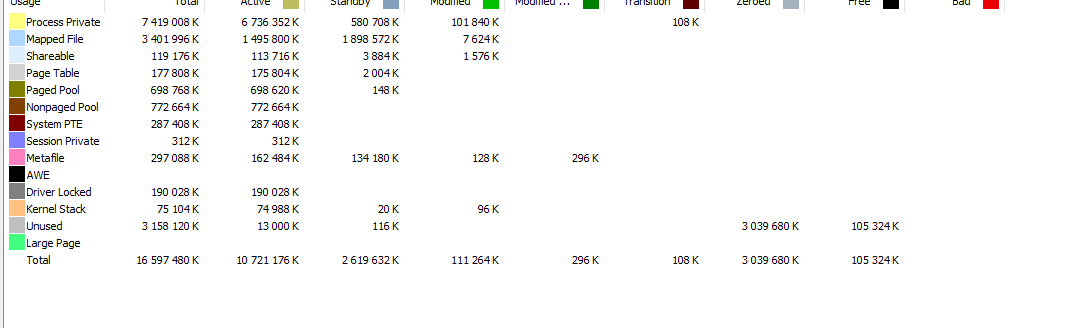 Usage Total Active Standby Modified Modified ... Transition Zeroed Free Bad
Process Private 7 419 008 K 6 736 352 K 580 708 K 101 840 K 108 K
Mapped File 3 401 996 K 1 495 800 K 1 898 572 K 7 624 K
Shareable 119 176 K 113 716 K 3 884 K 1 576 K
Page Table 177 808 K 175 804 K 2 004 K
Paged Pool 698 768 K 698 620 K 148 K
Nonpaged Pool 772 664 K 772 664 K
System PTE 287 408 K 287 408 K
Session Private 312 K 312 K
Metafile 297 088 K 162 484 K 134 180 K 128 K 296 K
AWE
Driver Locked 190 028 K 190 028 K
Kernel Stack 75 104 K 74 988 K 20 K 96 K
Unused 3 158 120 K 13 000 K 116 K 3 039 680 K 105 324 K
Large Page
Total 16 597 480 K 10 721 176 K 2 619 632 K 111 264 K 296 K 108 K 3 039 680 K 105 324 K